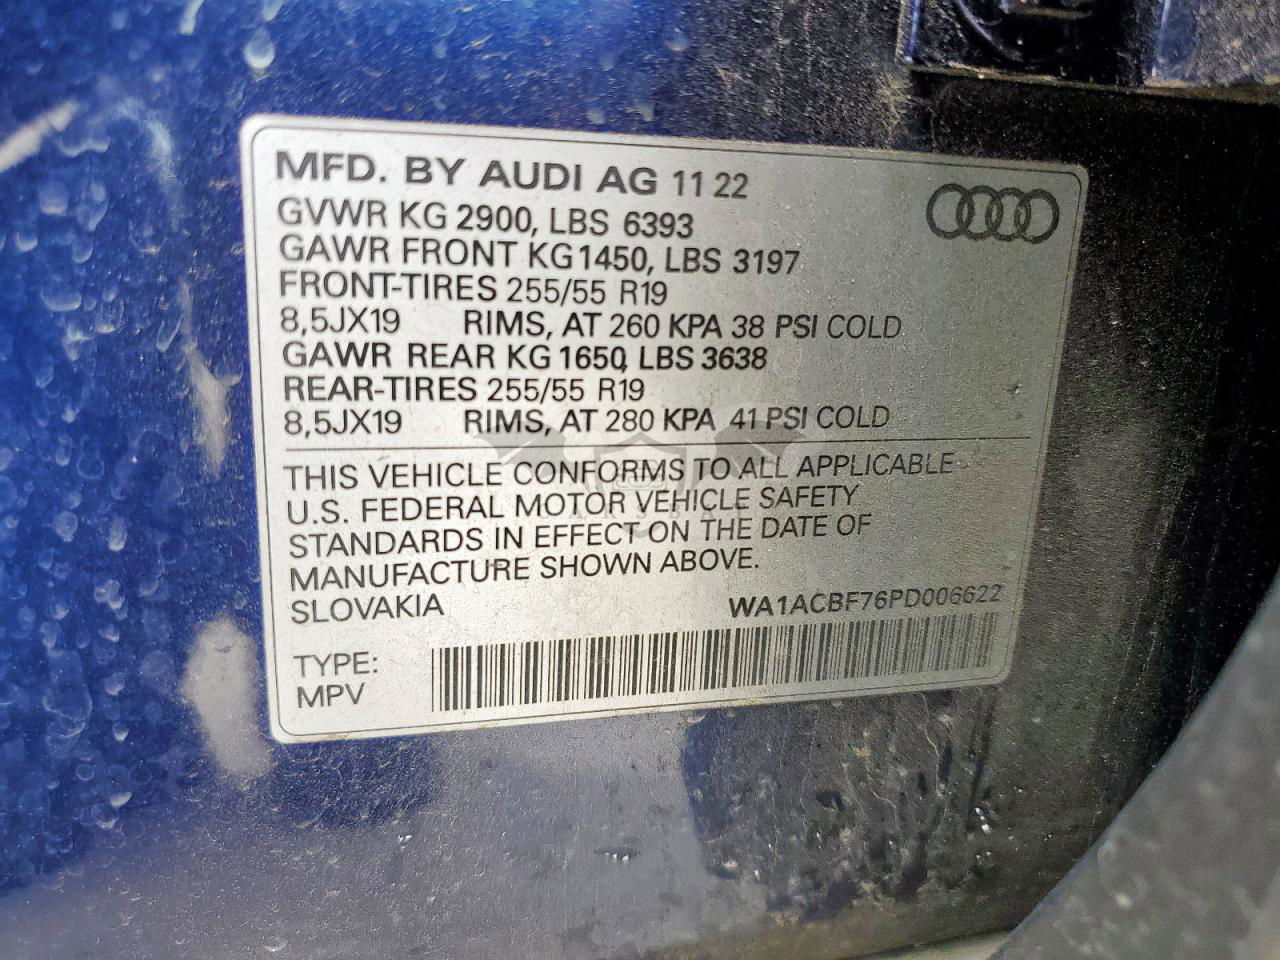 MFD. BY AUDI AG 11 22
GVWR KG 2900, LBS 6393
GAWR FRONT KG 1450, LBS 3197
FRONT-TIRES 255/55 R19
8,5JX19 RIMS, AT 260 KPA 38 PSI COLD
GAWR REAR KG 1650, LBS 3638
REAR-TIRES 255/55 R19
8,5JX19 RIMS, AT 280 KPA 41 PSI COLD
THIS VEHICLE CONFORMS TO ALL APPLICABLE
U.S. FEDERAL MOTOR VEHICLE SAFETY
STANDARDS IN EFFECT ON THE DATE OF
MANUFACTURE SHOWN ABOVE.
SLOVAKIA WA1ACBF76PD006622
TYPE:
MPV